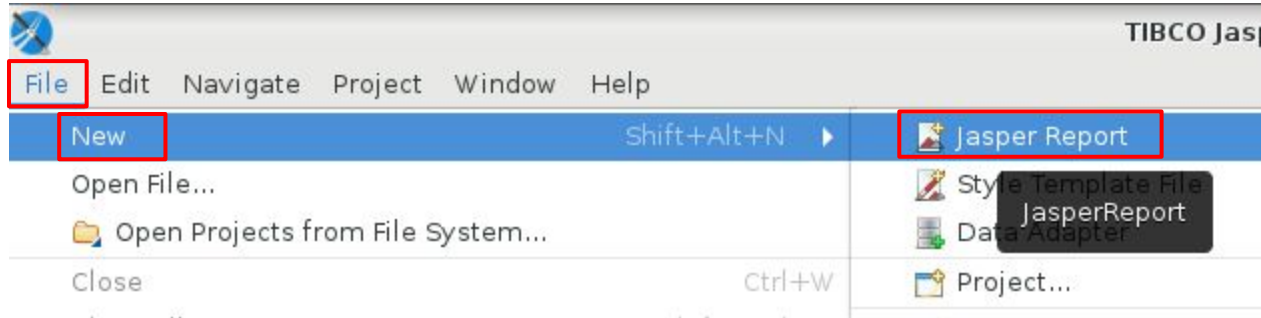 TIBCO Jasp
File Edit Navigate Project Window Help
New Shift+Alt+N Jasper Report
Open File... Style Template File
JasperReport
Open Projects from File System... Data Adapter
Close Ctrl+W Project...